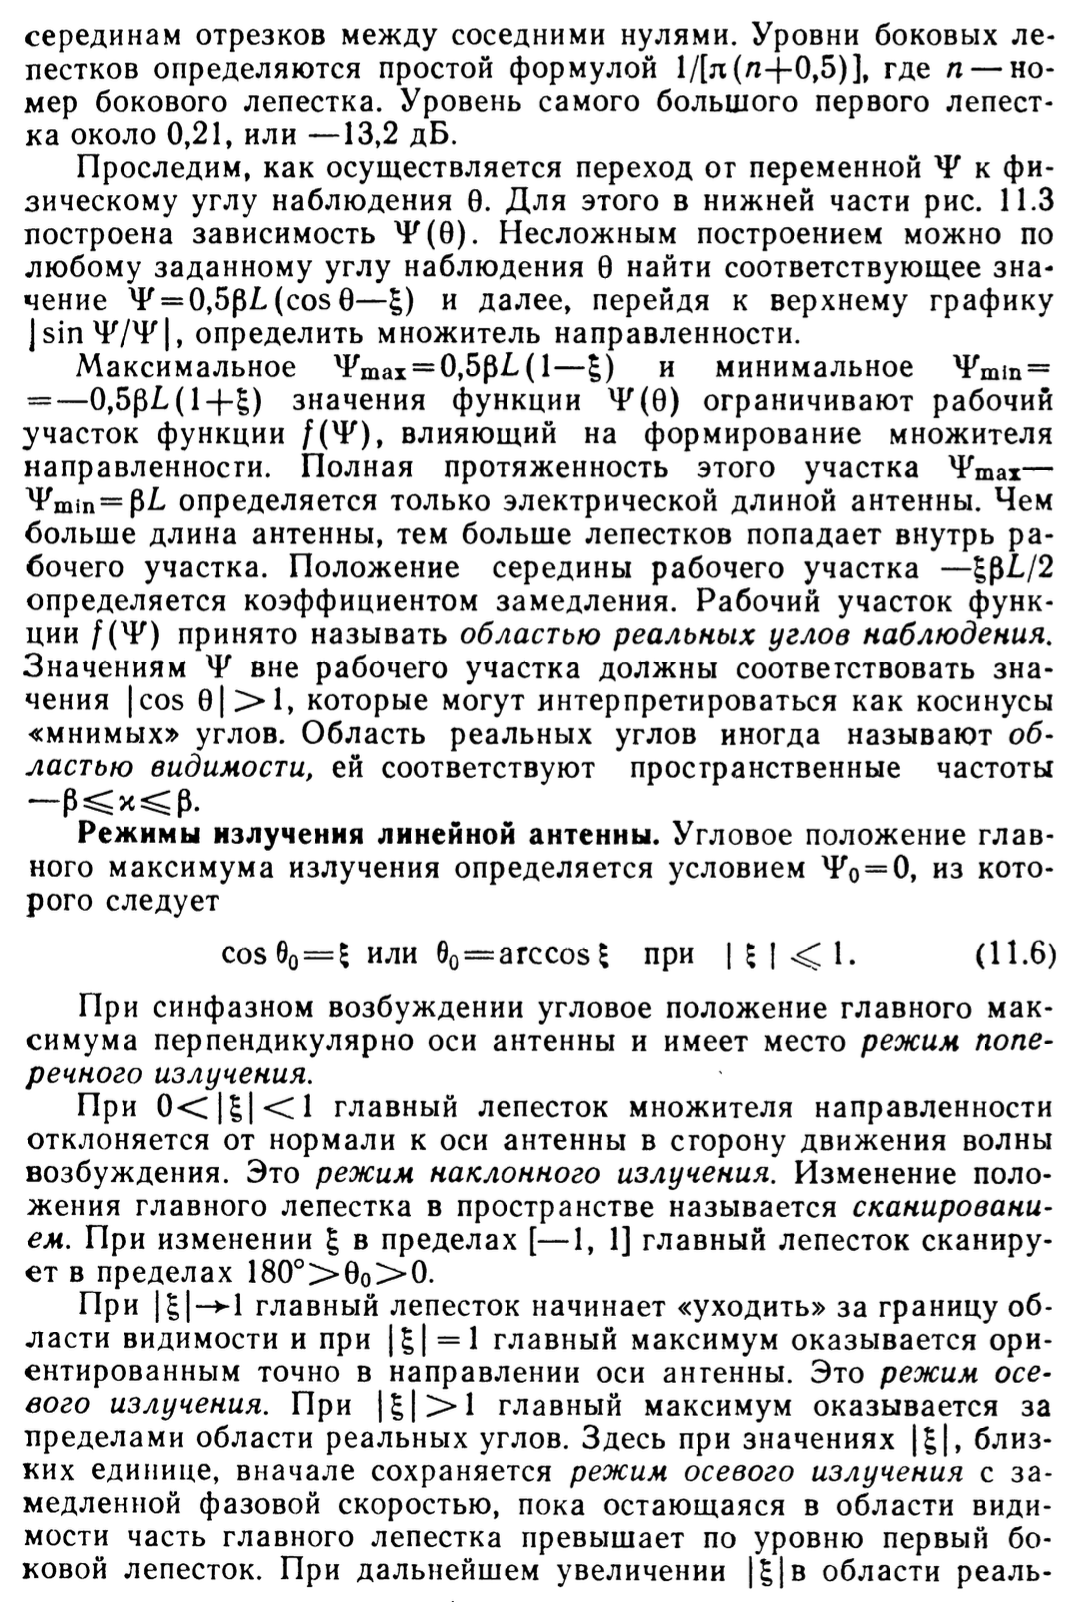 серединам отрезков между соседними нулями. Уровни боковых ле-
пестков определяются простой формулой 1/[π(n+0,5)], где n — но-
мер бокового лепестка. Уровень самого большого первого лепест-
ка около 0,21, или —13,2 дБ.
Проследим, как осуществляется переход от переменной Ψ к фи-
зическому углу наблюдения θ. Для этого в нижней части рис. 11.3
построена зависимость Ψ(θ). Несложным построением можно по
любому заданному углу наблюдения θ найти соответствующее зна-
чение Ψ=0,5βL(cos θ—ξ) и далее, перейдя к верхнему графику
|sin Ψ/Ψ|, определить множитель направленности.
Максимальное Ψmax=0,5βL(1—ξ) и минимальное Ψmin=
=—0,5βL(1+ξ) значения функции Ψ(θ) ограничивают рабочий
участок функции f(Ψ), влияющий на формирование множителя
направленности. Полная протяженность этого участка Ψmax—
Ψmin=βL определяется только электрической длиной антенны. Чем
больше длина антенны, тем больше лепестков попадает внутрь ра-
бочего участка. Положение середины рабочего участка —ξβL/2
определяется коэффициентом замедления. Рабочий участок функ-
ции f(Ψ) принято называть областью реальных углов наблюдения.
Значениям Ψ вне рабочего участка должны соответствовать зна-
чения |cos θ|>1, которые могут интерпретироваться как косинусы
«мнимых» углов. Область реальных углов иногда называют об-
ластью видимости, ей соответствуют пространственные частоты
—β⩽ϰ⩽β.
Режимы излучения линейной антенны. Угловое положение глав-
ного максимума излучения определяется условием Ψ₀=0, из кото-
рого следует
cos θ₀=ξ или θ₀=arccos ξ при |ξ|⩽1. (11.6)
При синфазном возбуждении угловое положение главного мак-
симума перпендикулярно оси антенны и имеет место режим попе-
речного излучения.
При 0<|ξ|<1 главный лепесток множителя направленности
отклоняется от нормали к оси антенны в сторону движения волны
возбуждения. Это режим наклонного излучения. Изменение поло-
жения главного лепестка в пространстве называется сканировани-
ем. При изменении ξ в пределах [—1, 1] главный лепесток сканиру-
ет в пределах 180°>θ₀>0.
При |ξ|→1 главный лепесток начинает «уходить» за границу об-
ласти видимости и при |ξ|=1 главный максимум оказывается ори-
ентированным точно в направлении оси антенны. Это режим осе-
вого излучения. При |ξ|>1 главный максимум оказывается за
пределами области реальных углов. Здесь при значениях |ξ|, близ-
ких единице, вначале сохраняется режим осевого излучения с за-
медленной фазовой скоростью, пока остающаяся в области види-
мости часть главного лепестка превышает по уровню первый бо-
ковой лепесток. При дальнейшем увеличении |ξ| в области реаль-